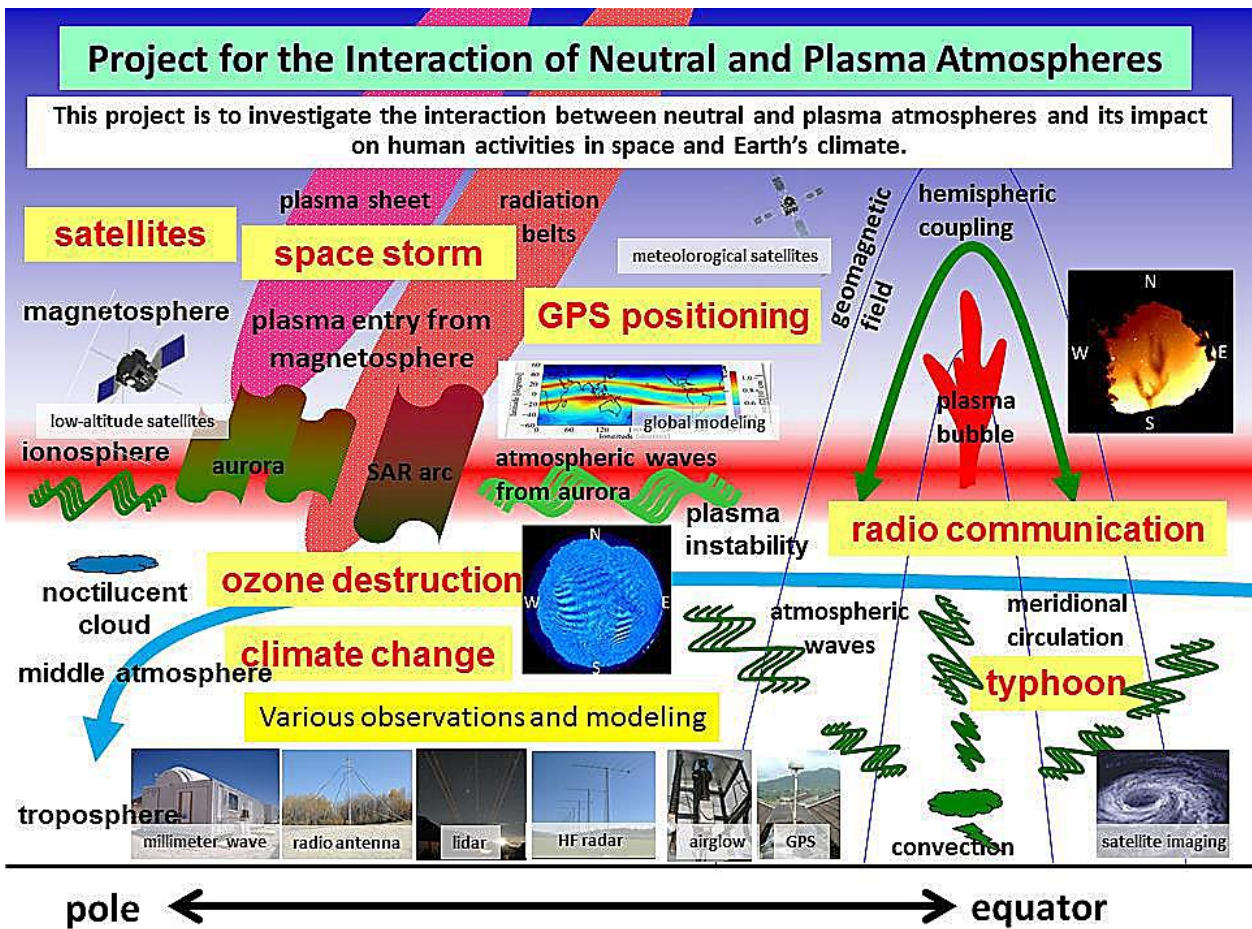 Project for the Interaction of Neutral and Plasma Atmospheres
This project is to investigate the interaction between neutral and plasma atmospheres and its impact
on human activities in space and Earth's climate.
plasma sheet
radiation
belts
hemispheric
coupling
satellites
space storm
meteolorogical satellites
geomagnetic
field
magnetosphere
plasma entry from
magnetosphere
GPS positioning
N
W
E
S
low-altitude satellites
global modeling
plasma
bubble
ionosphere
aurora
SAR arc
atmospheric waves
from aurora
plasma
instability
radio communication
noctilucent
cloud
ozone destruction
N
W
E
S
atmospheric
waves
meridional
circulation
middle atmosphere
climate change
typhoon
Various observations and modeling
troposphere
millimeter wave
radio antenna
lidar
HF radar
airglow
GPS
convection
satellite imaging
pole
equator